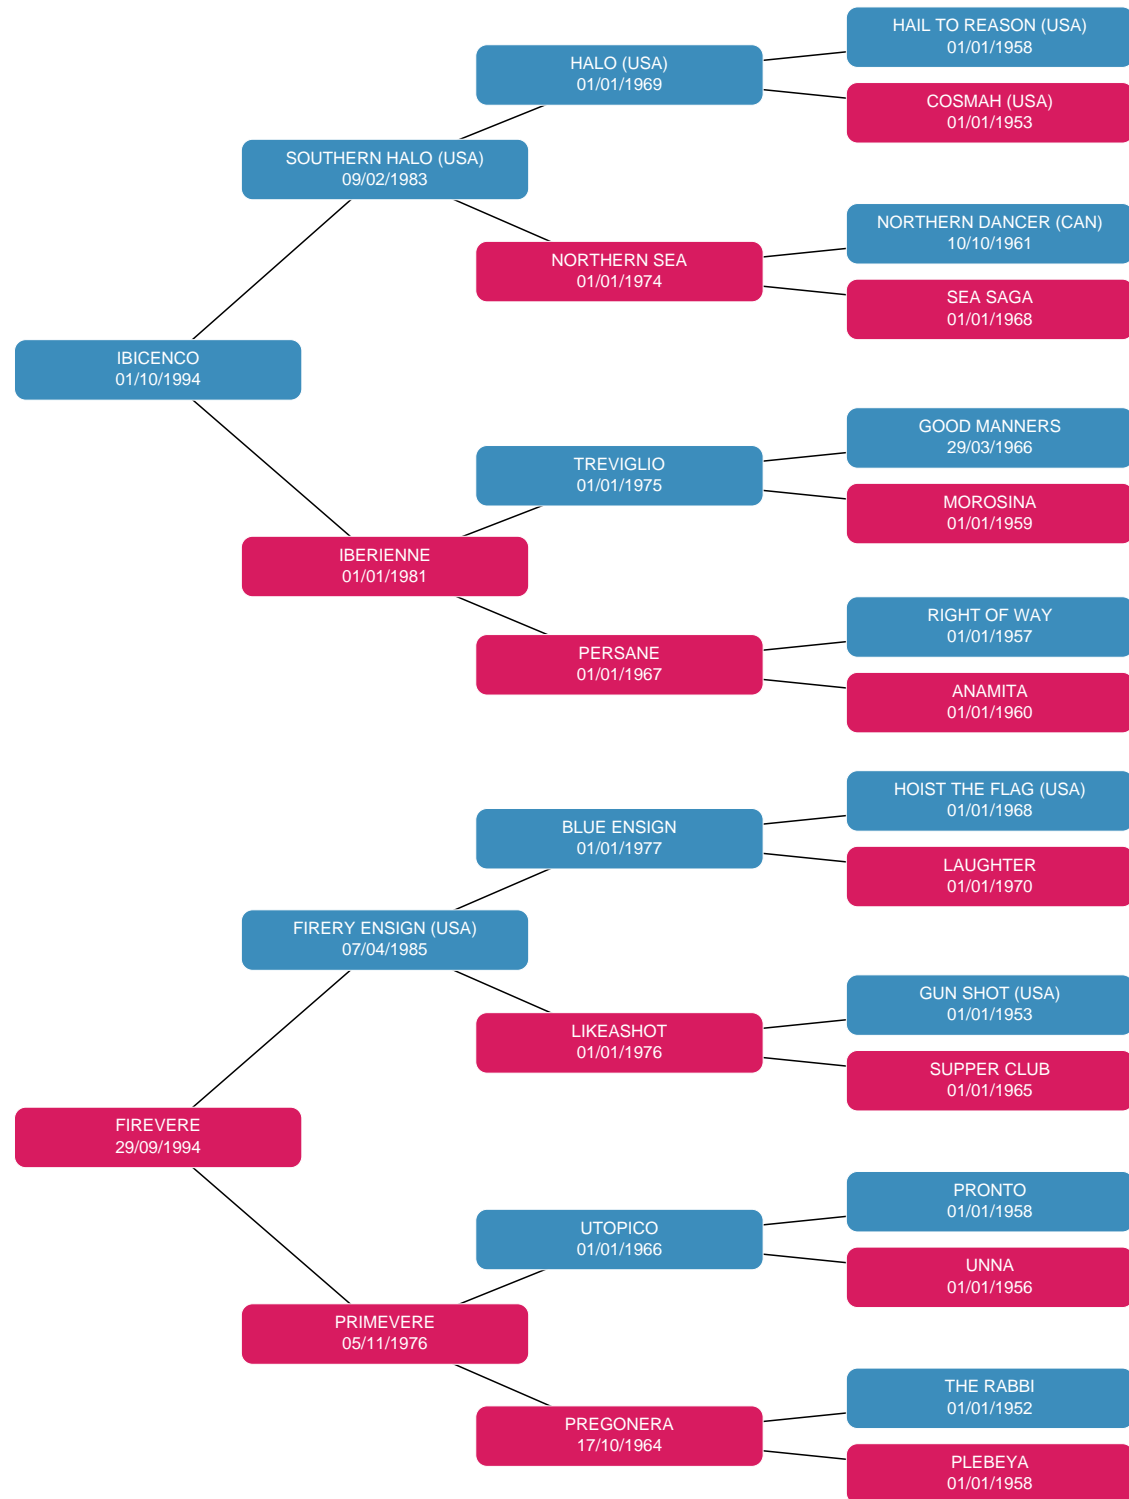 HAIL TO REASON (USA)
01/01/1958
HALO (USA)
01/01/1969
COSMAH (USA)
01/01/1953
SOUTHERN HALO (USA)
09/02/1983
NORTHERN DANCER (CAN)
10/10/1961
NORTHERN SEA
01/01/1974
SEA SAGA
01/01/1968
IBICENCO
01/10/1994
GOOD MANNERS
29/03/1966
TREVIGLIO
01/01/1975
MOROSINA
01/01/1959
IBERIENNE
01/01/1981
RIGHT OF WAY
01/01/1957
PERSANE
01/01/1967
ANAMITA
01/01/1960
HOIST THE FLAG (USA)
01/01/1968
BLUE ENSIGN
01/01/1977
LAUGHTER
01/01/1970
FIRERY ENSIGN (USA)
07/04/1985
GUN SHOT (USA)
01/01/1953
LIKEASHOT
01/01/1976
SUPPER CLUB
01/01/1965
FIREVERE
29/09/1994
PRONTO
01/01/1958
UTOPICO
01/01/1966
UNNA
01/01/1956
PRIMEVERE
05/11/1976
THE RABBI
01/01/1952
PREGONERA
17/10/1964
PLEBEYA
01/01/1958